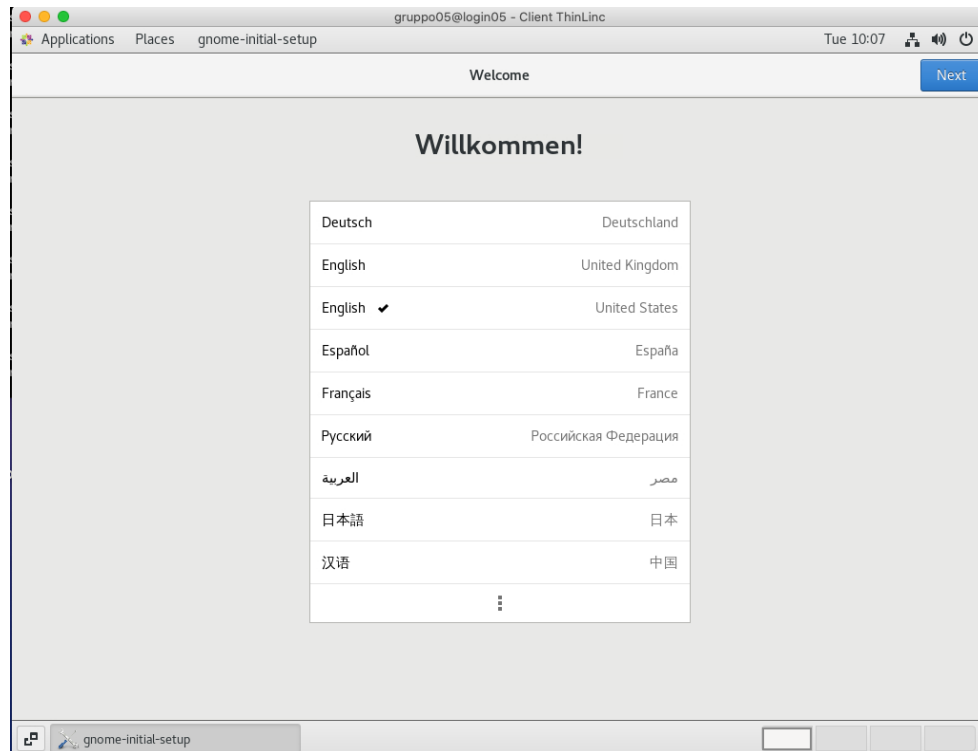 gruppo05@login05 - Client ThinLinc
Applications Places gnome-initial-setup Tue 10:07
Welcome Next
Willkommen!
Deutsch Deutschland
English United Kingdom
English ✔ United States
Español España
Français France
Русский Российская Федерация
العربية مصر
日本語 日本
汉语 中国
gnome-initial-setup